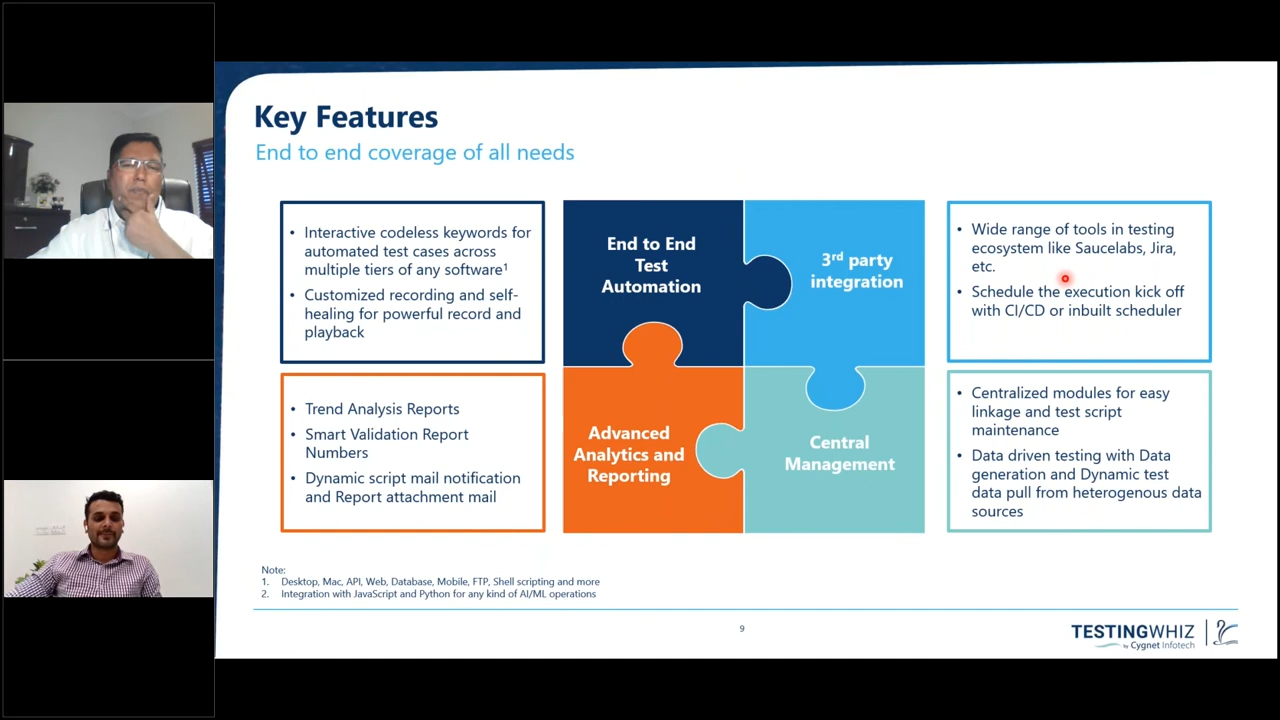 Key Features
End to end coverage of all needs
• Interactive codeless keywords for
automated test cases across
multiple tiers of any software¹
• Customized recording and self-
healing for powerful record and
playback
End to End
Test
Automation
3rd party
integration
• Wide range of tools in testing
ecosystem like Saucelabs, Jira,
etc.
• Schedule the execution kick off
with CI/CD or inbuilt scheduler
• Trend Analysis Reports
• Smart Validation Report
Numbers
• Dynamic script mail notification
and Report attachment mail
Advanced
Analytics and
Reporting
Central
Management
• Centralized modules for easy
linkage and test script
maintenance
• Data driven testing with Data
generation and Dynamic test
data pull from heterogenous data
sources
Note:
1. Desktop, Mac, API, Web, Database, Mobile, FTP, Shell scripting and more
2. Integration with JavaScript and Python for any kind of AI/ML operations
9
TESTINGWHIZ
by Cygnet Infotech